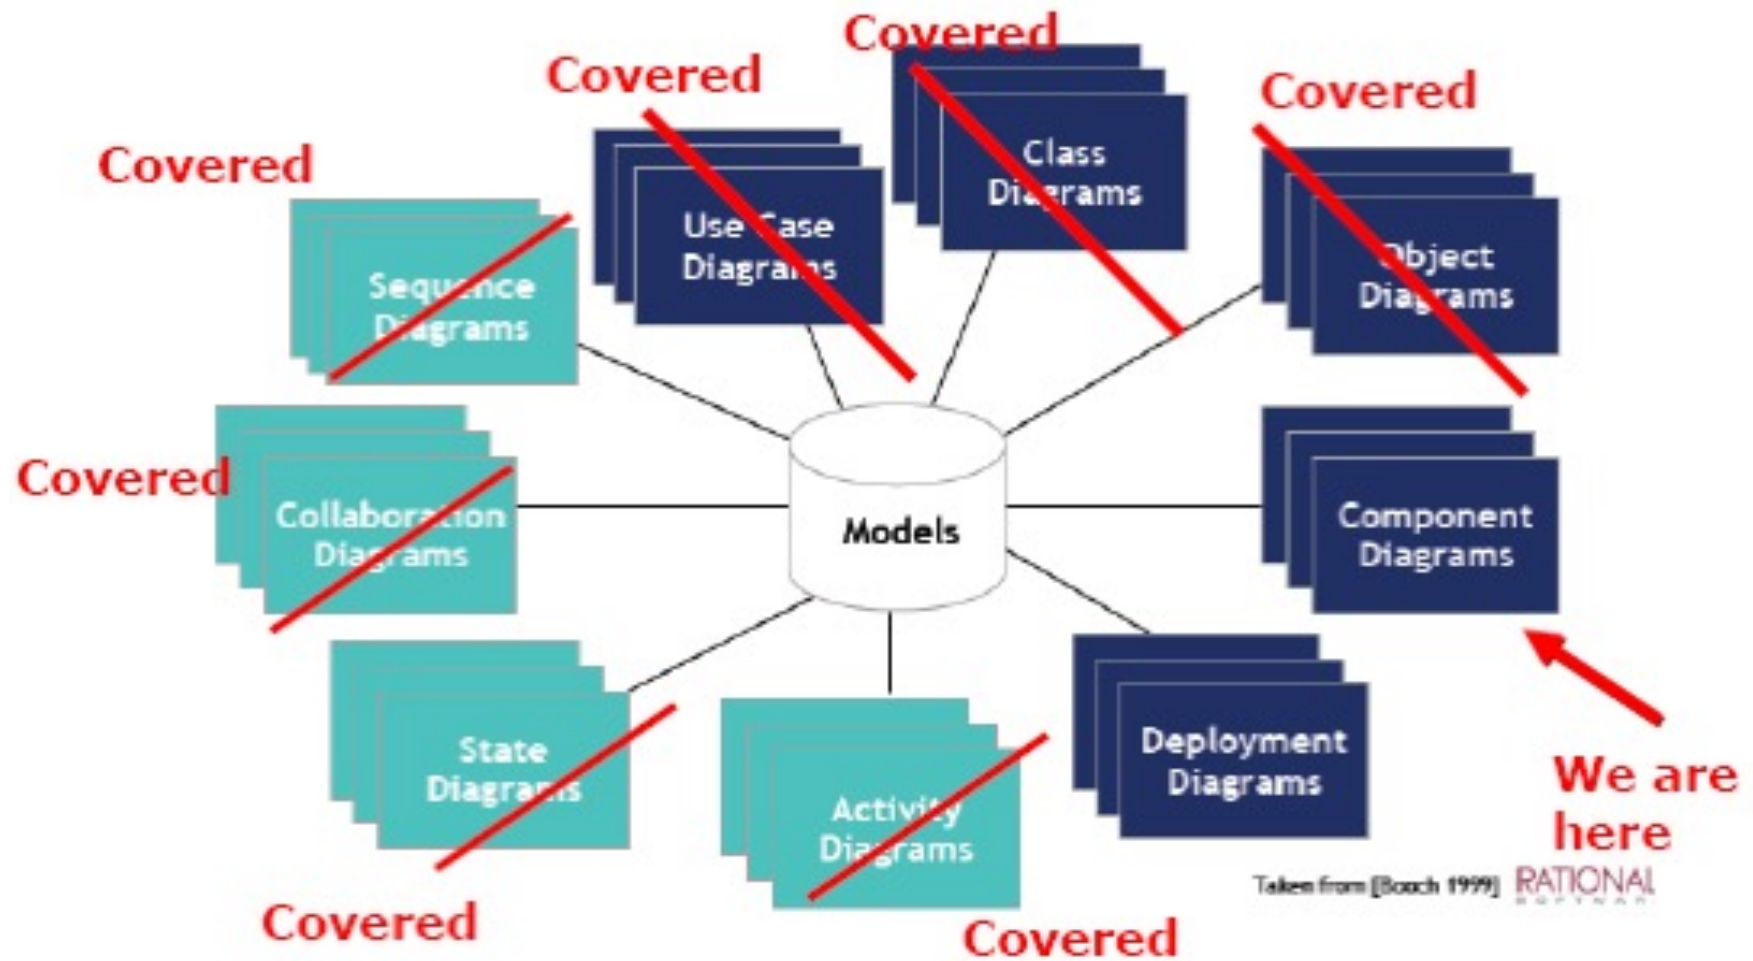 Covered
Covered
Covered
Covered
Class
Diagrams
Use Case
Diagrams
Object
Diagrams
Sequence
Diagrams
Covered
Collaboration
Diagrams
Models
Component
Diagrams
State
Diagrams
Activity
Diagrams
Deployment
Diagrams
We are
here
Taken from [Booch 1999]
RATIONAL
SOFTWAR
Covered
Covered